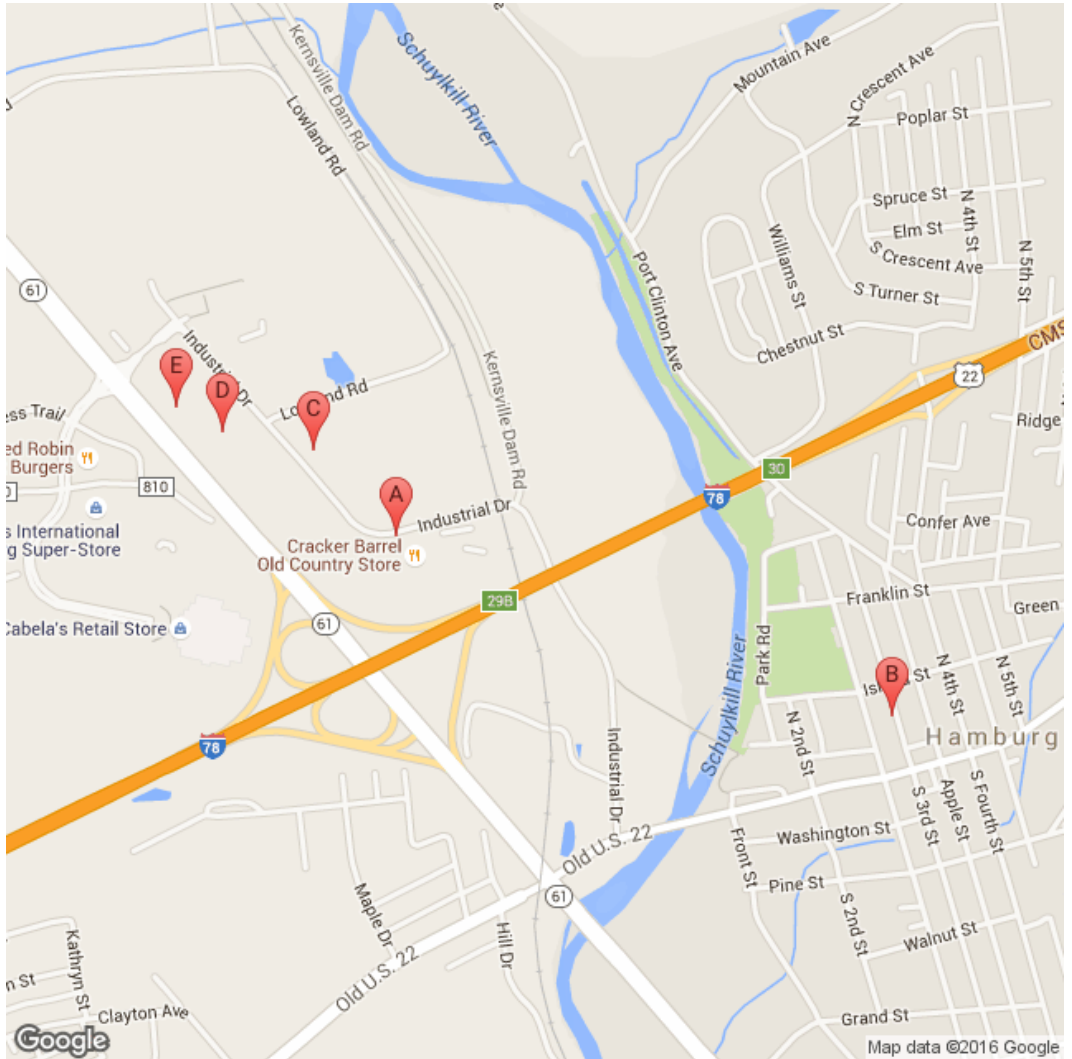 Kernsville Dam Rd
Schuylkill River
Mountain Ave
N Crescent Ave
Poplar St
Lowland Rd
Spruce St
N 4th St
Elm St
N 5th St
S Crescent Ave
Williams St
Port Clinton Ave
S Turner St
61
Chestnut St
CMS
22
Kernsville Dam Rd
Industrial Dr
E
D
C
Lowland Rd
ess Trail
Ridge
ed Robin
Burgers
30
810
78
A
Industrial Dr
s International
g Super-Store
Confer Ave
Cracker Barrel
Old Country Store
29B
Franklin St
Green
61
Cabela's Retail Store
Park Rd
B
N 4th St
N 5th St
Schuylkill River
N 2nd St
Hamburg
78
Industrial Dr
S 3rd St
Apple St
S Fourth St
Washington St
Old U.S. 22
Front St
Pine St
61
Maple Dr
S 2nd St
Hill Dr
Walnut St
Kathryn St
Old U.S. 22
m St
Clayton Ave
Grand St
Google
Map data ©2016 Google